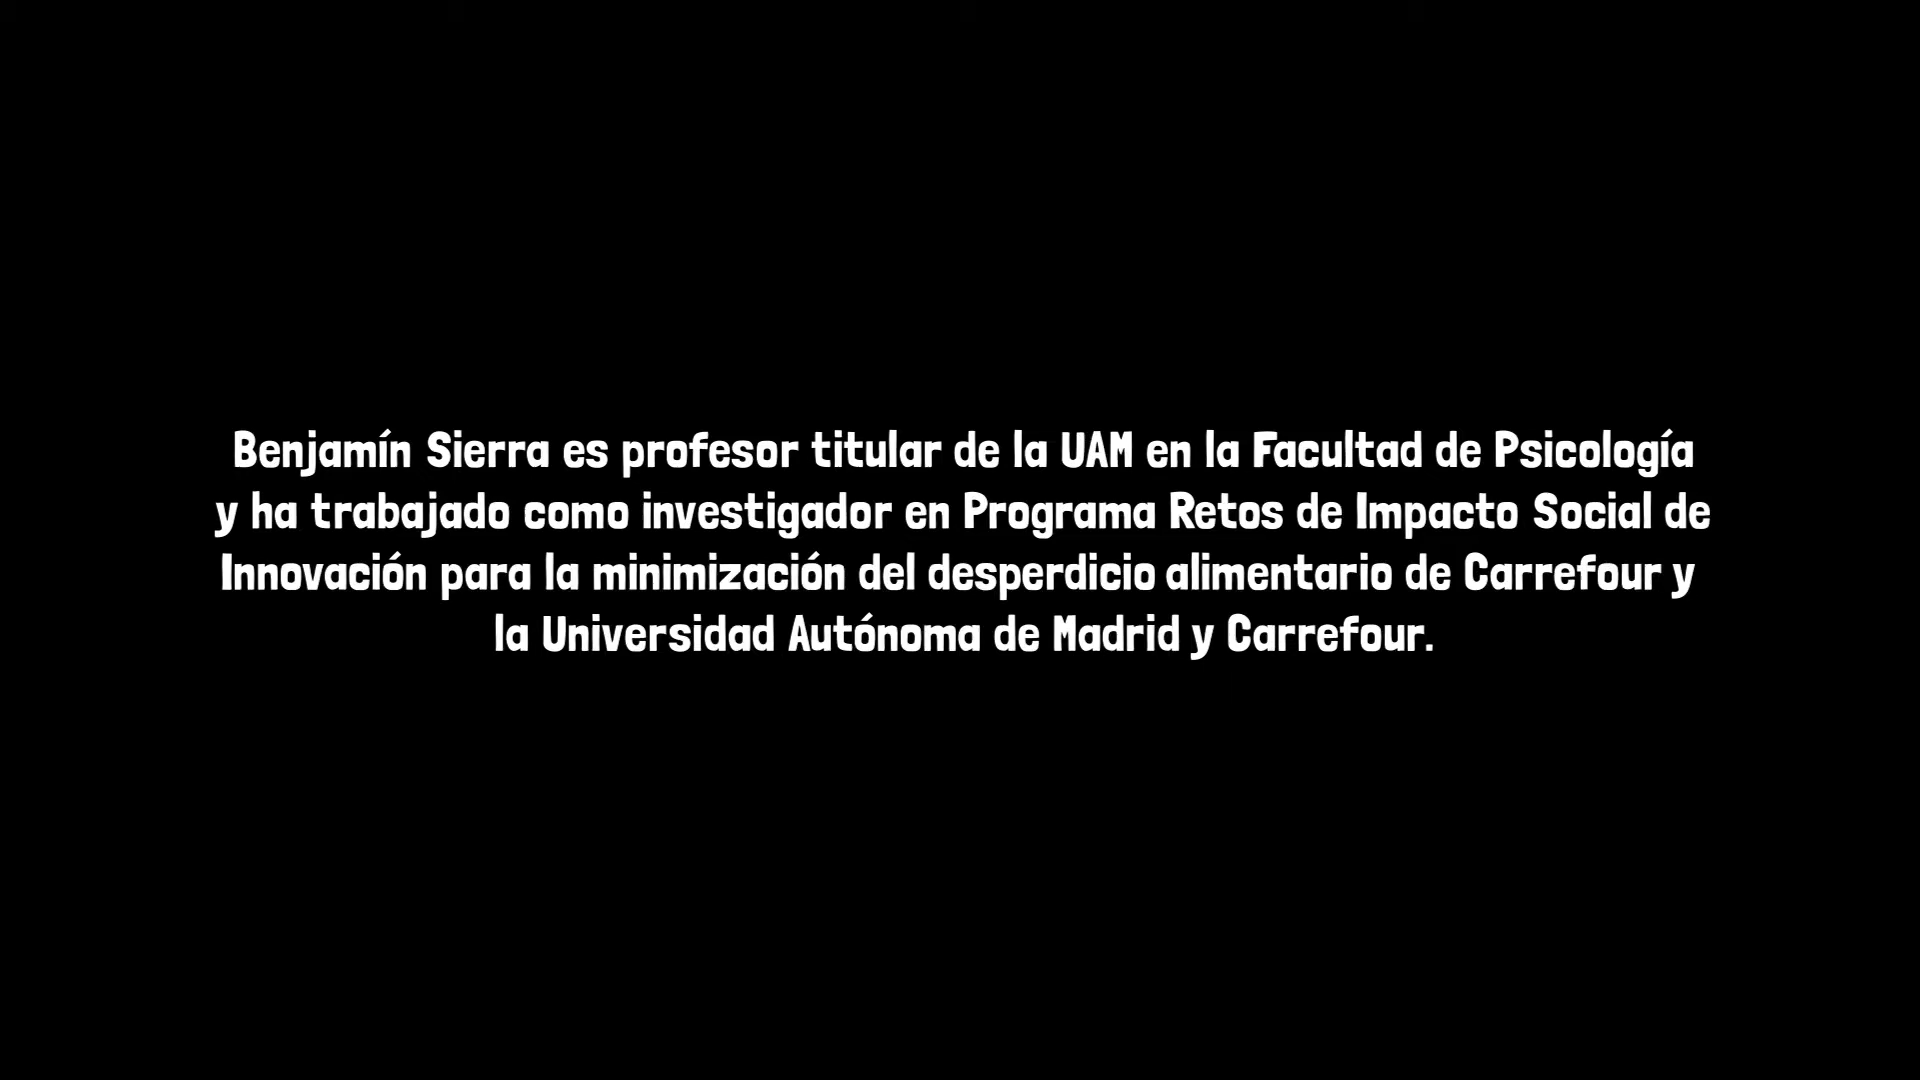 Benjamín Sierra es profesor titular de la UAM en la Facultad de Psicología
y ha trabajado como investigador en Programa Retos de Impacto Social de
Innovación para la minimización del desperdicio alimentario de Carrefour y
la Universidad Autónoma de Madrid y Carrefour.